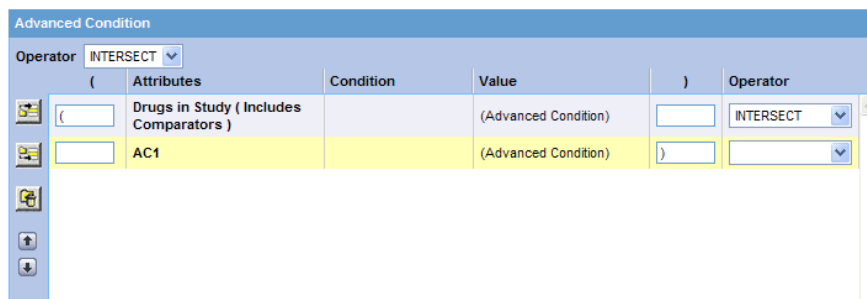 Advanced Condition
Operator INTERSECT
( Attributes Condition Value ) Operator
( Drugs in Study ( Includes Comparators ) (Advanced Condition) INTERSECT
AC1 (Advanced Condition) )